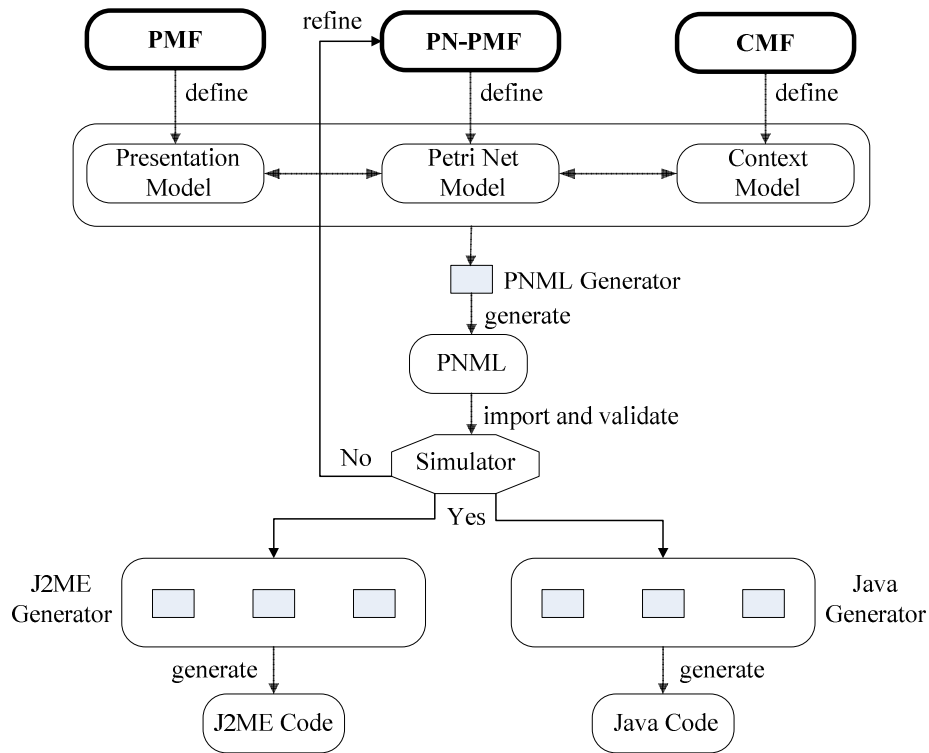 refine
PMF
PN-PMF
CMF
define
define
define
Presentation
Model
Petri Net
Model
Context
Model
PNML Generator
generate
PNML
import and validate
No
Simulator
Yes
J2ME
Generator
Java
Generator
generate
generate
J2ME Code
Java Code